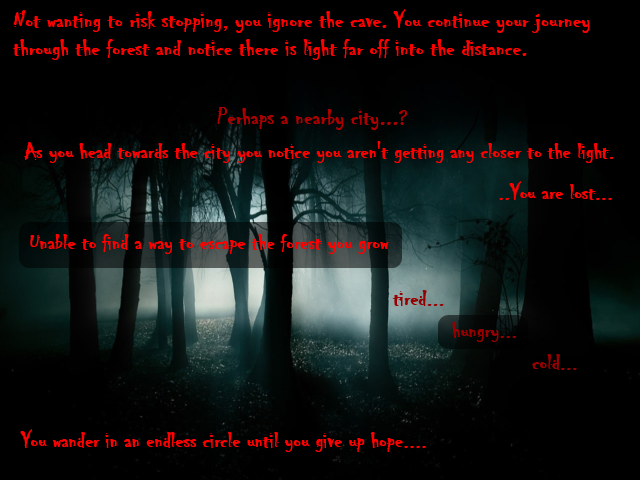 Not wanting to risk stopping, you ignore the cave. You continue your journey
through the forest and notice there is light far off into the distance.
Perhaps a nearby city...?
As you head towards the city you notice you aren't getting any closer to the light.
..You are lost...
Unable to find a way to escape the forest you grow
tired...
hungry...
cold...
You wander in an endless circle until you give up hope....